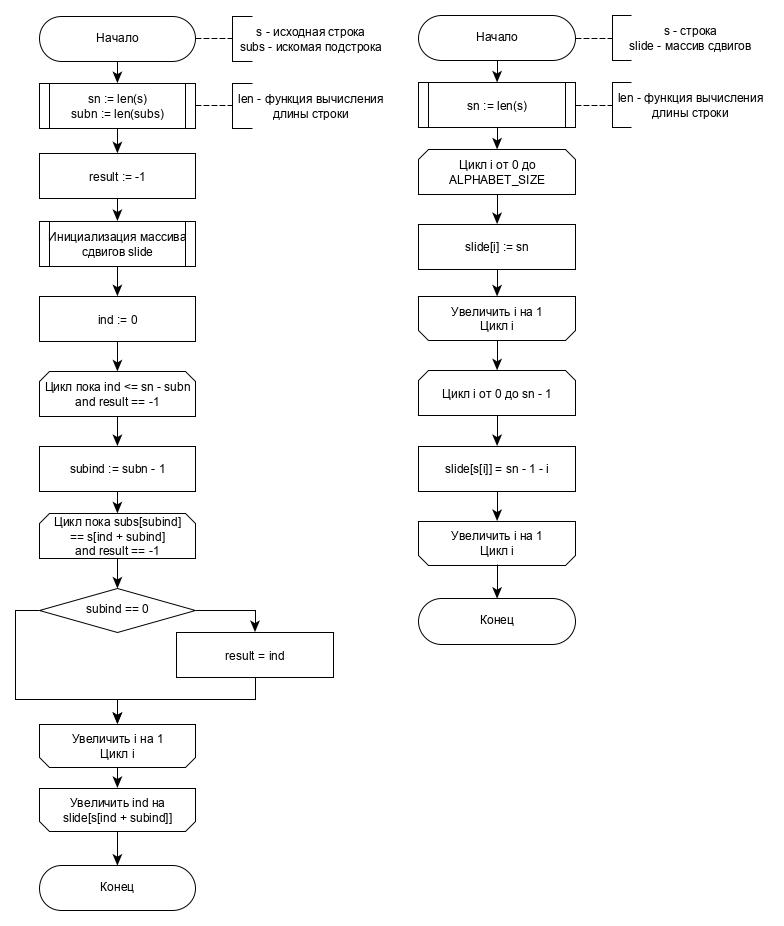 Начало
s - исходная строка
subs - искомая подстрока
sn := len(s)
subn := len(subs)
len - функция вычисления
длины строки
result := -1
Инициализация массива
сдвигов slide
ind := 0
Цикл пока ind <= sn - subn
and result == -1
subind := subn - 1
Цикл пока subs[subind]
== s[ind + subind]
and result == -1
subind == 0
result = ind
Увеличить i на 1
Цикл i
Увеличить ind на
slide[s[ind + subind]]
Конец
Начало
s - строка
slide - массив сдвигов
sn := len(s)
len - функция вычисления
длины строки
Цикл i от 0 до
ALPHABET_SIZE
slide[i] := sn
Увеличить i на 1
Цикл i
Цикл i от 0 до sn - 1
slide[s[i]] = sn - 1 - i
Увеличить i на 1
Цикл i
Конец